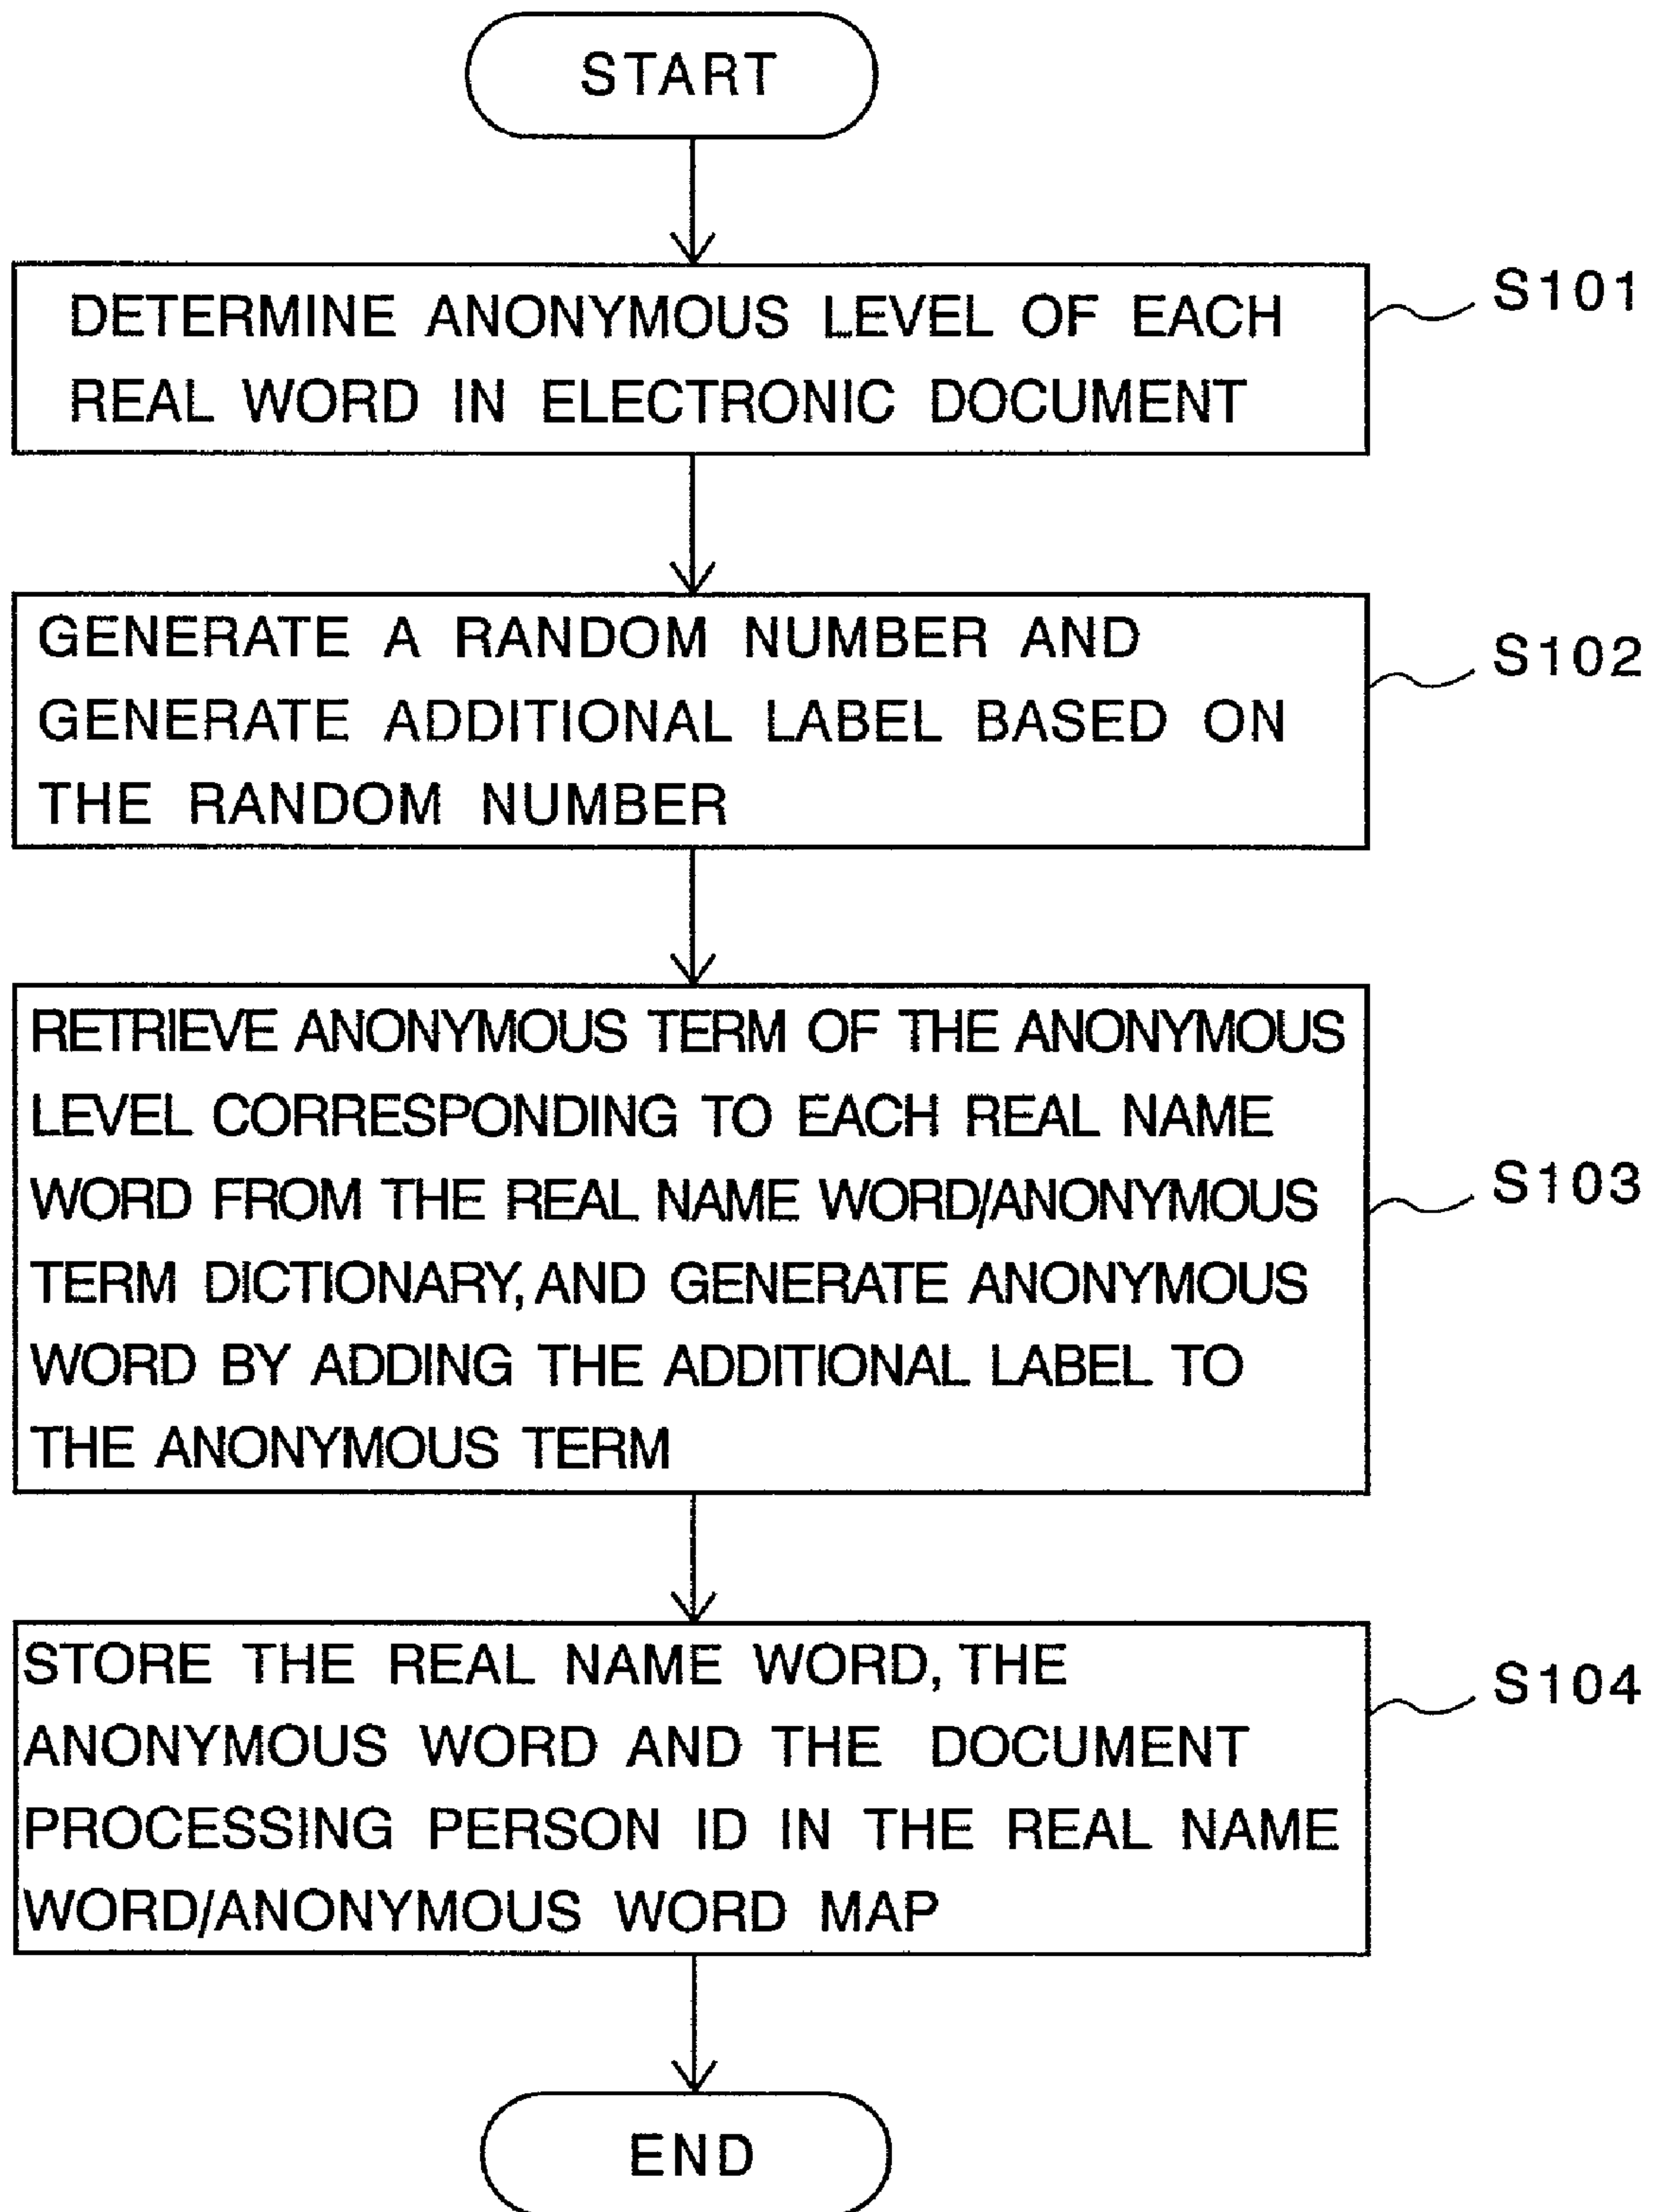 START
DETERMINE ANONYMOUS LEVEL OF EACH
REAL WORD IN ELECTRONIC DOCUMENT
S101
GENERATE A RANDOM NUMBER AND
GENERATE ADDITIONAL LABEL BASED ON
THE RANDOM NUMBER
S102
RETRIEVE ANONYMOUS TERM OF THE ANONYMOUS
LEVEL CORRESPONDING TO EACH REAL NAME
WORD FROM THE REAL NAME WORD/ANONYMOUS
TERM DICTIONARY, AND GENERATE ANONYMOUS
WORD BY ADDING THE ADDITIONAL LABEL TO
THE ANONYMOUS TERM
S103
STORE THE REAL NAME WORD, THE
ANONYMOUS WORD AND THE DOCUMENT
PROCESSING PERSON ID IN THE REAL NAME
WORD/ANONYMOUS WORD MAP
S104
END